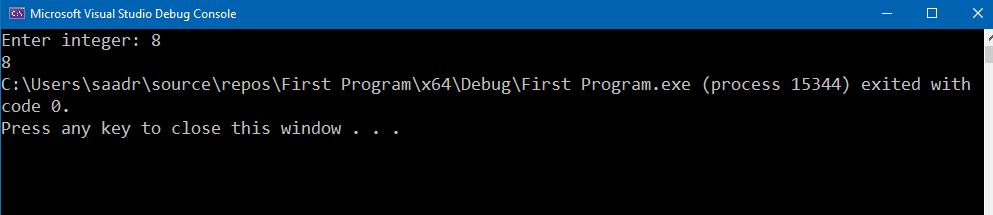 Microsoft Visual Studio Debug Console
Enter integer: 8
8
C:\Users\saadr\source\repos\First Program\x64\Debug\First Program.exe (process 15344) exited with
code 0.
Press any key to close this window . . .